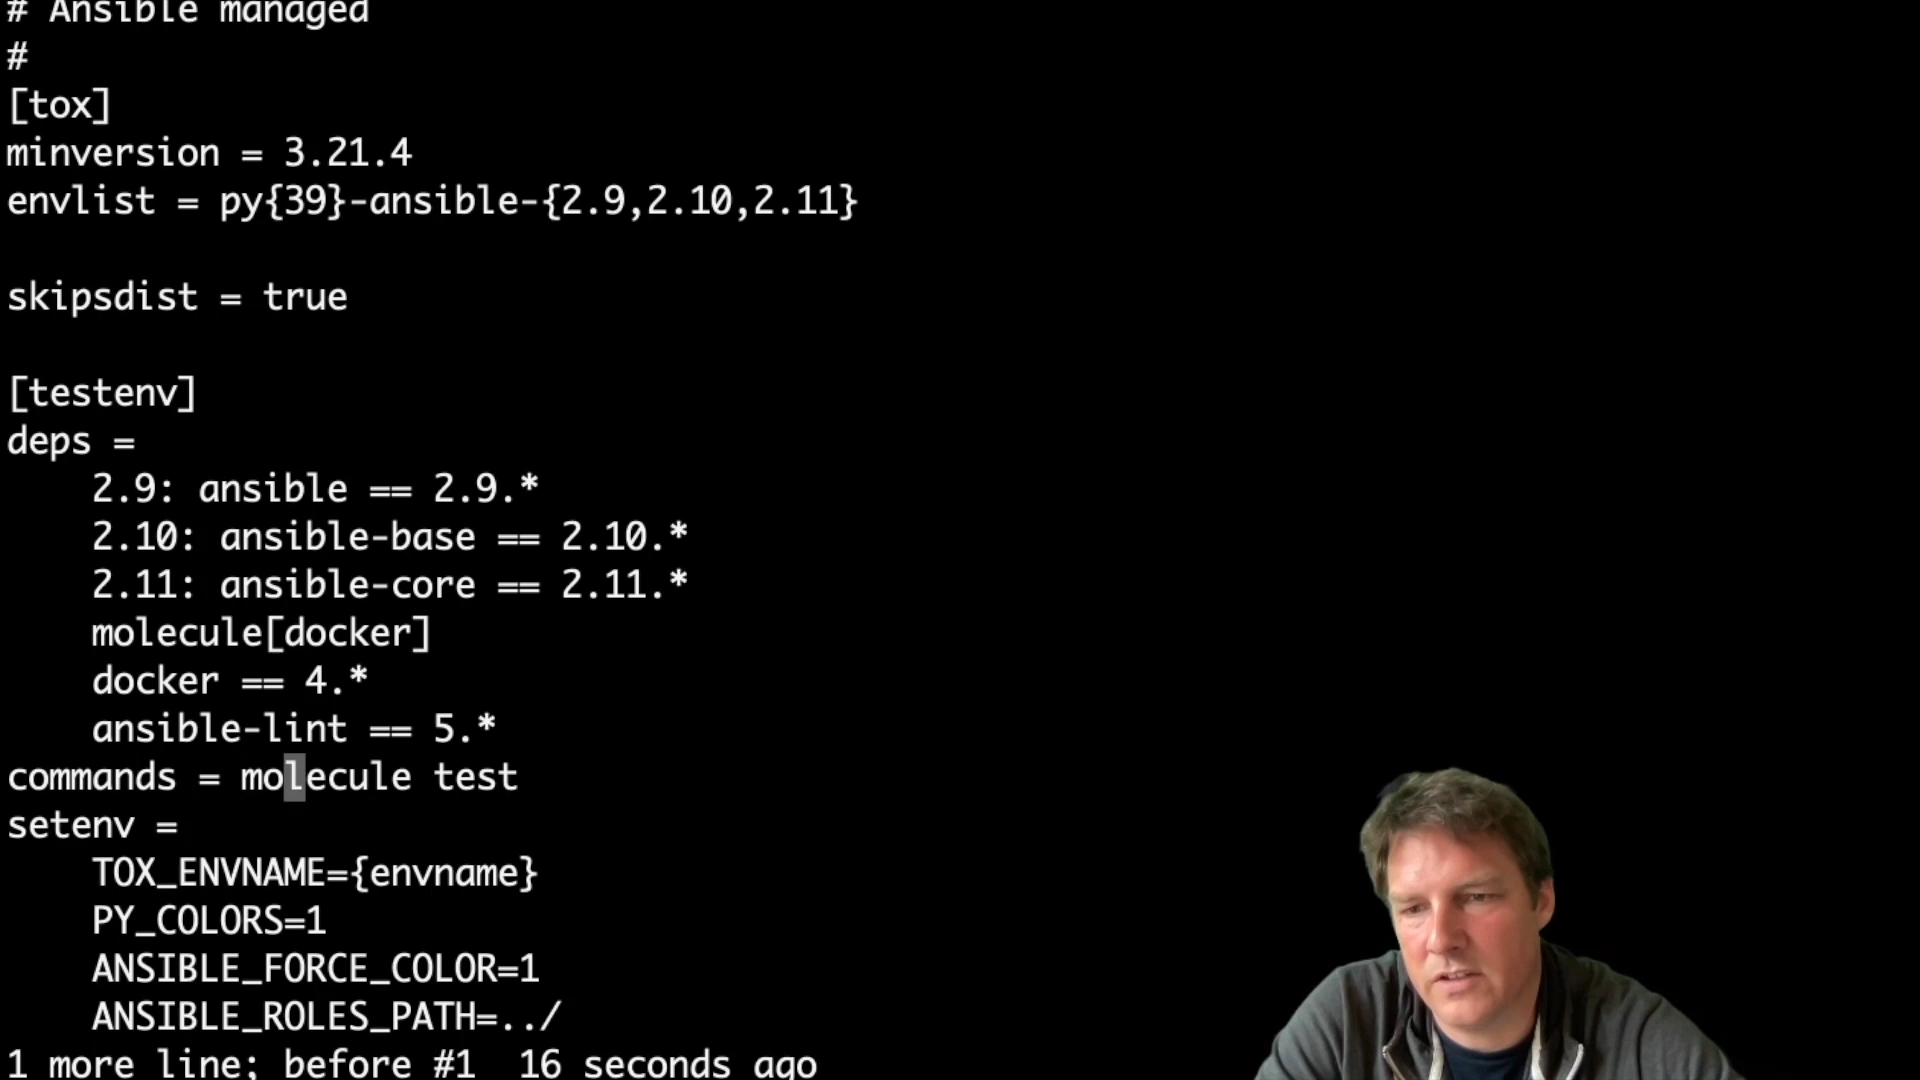 # Ansible managed
#
[tox]
minversion = 3.21.4
envlist = py{39}-ansible-{2.9,2.10,2.11}
skipsdist = true
[testenv]
deps =
2.9: ansible == 2.9.*
2.10: ansible-base == 2.10.*
2.11: ansible-core == 2.11.*
molecule[docker]
docker == 4.*
ansible-lint == 5.*
commands = molecule test
setenv =
TOX_ENVNAME={envname}
PY_COLORS=1
ANSIBLE_FORCE_COLOR=1
ANSIBLE_ROLES_PATH=../
1 more line; before #1  16 seconds ago